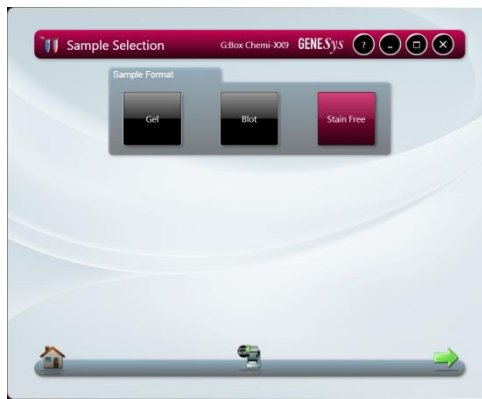 Sample Selection G:Box Chemi-XX9 GENESys ?
Sample Format
Gel Blot Stain Free